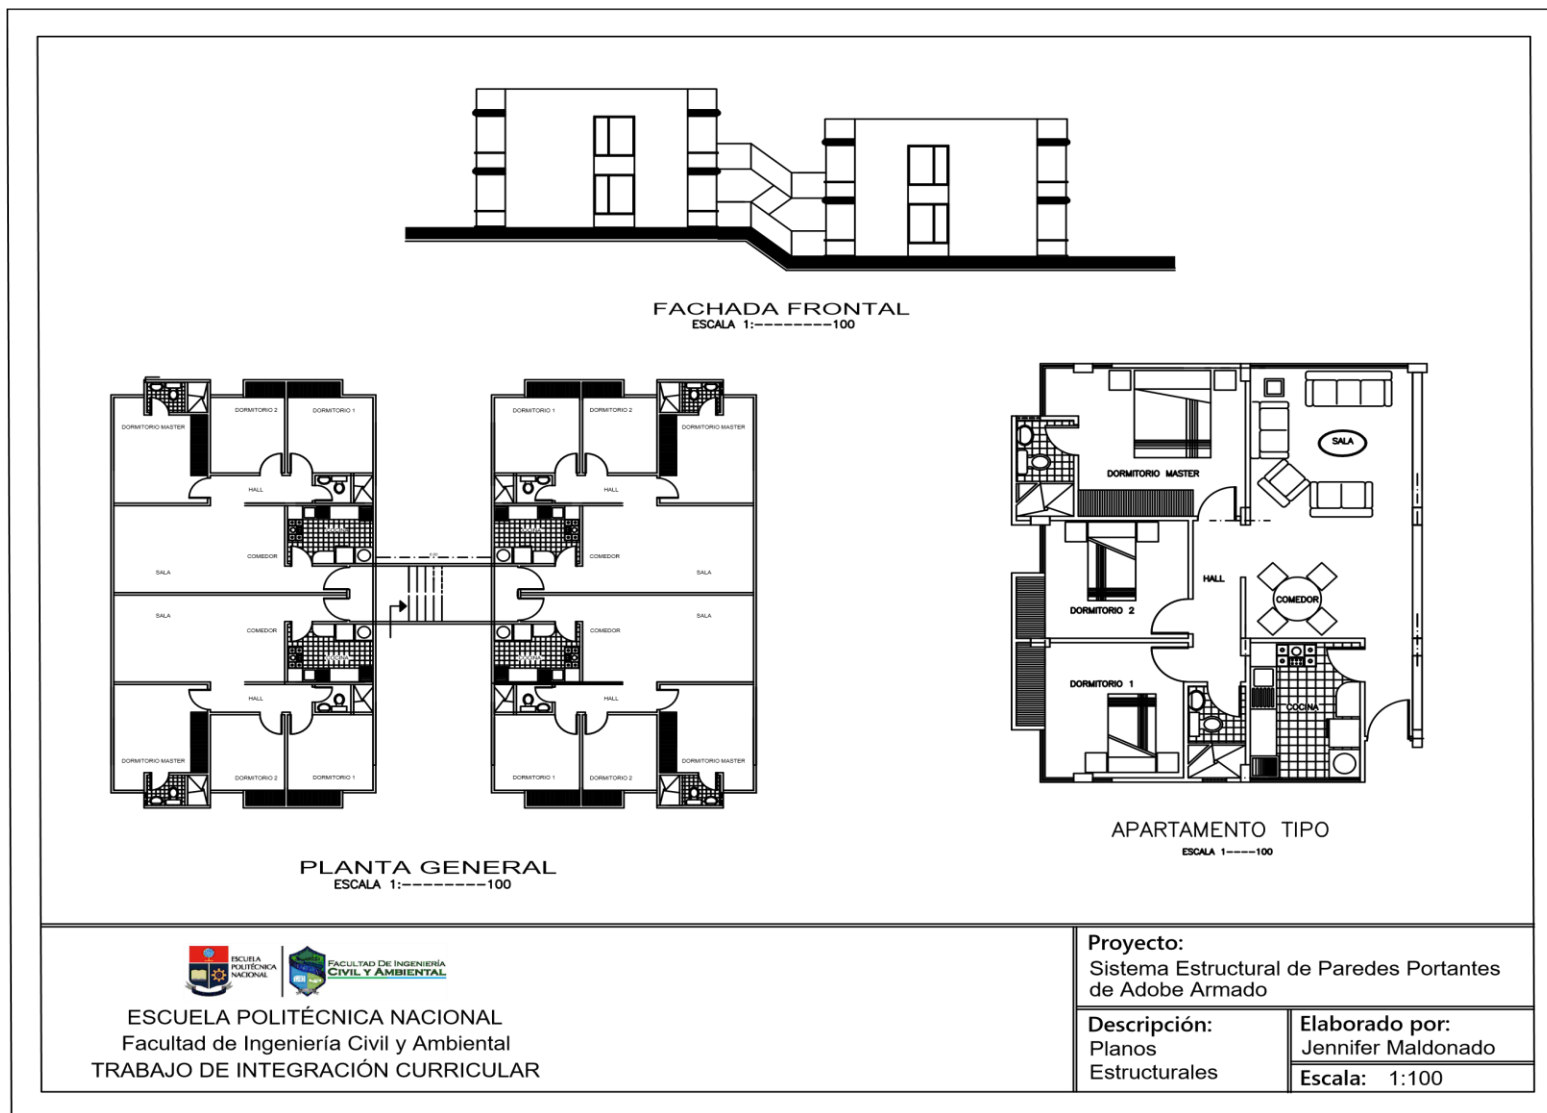 FACHADA FRONTAL
ESCALA 1:---------100
DORMITORIO 2
DORMITORIO 1
DORMITORIO MASTER
HALL
COCINA
COMEDOR
SALA
SALA
COMEDOR
COCINA
HALL
DORMITORIO MASTER
DORMITORIO 2
DORMITORIO 1
DORMITORIO 1
DORMITORIO 2
DORMITORIO MASTER
HALL
COCINA
COMEDOR
SALA
SALA
COMEDOR
COCINA
HALL
DORMITORIO MASTER
DORMITORIO 1
DORMITORIO 2
PLANTA GENERAL
ESCALA 1:---------100
SALA
DORMITORIO MASTER
HALL
COMEDOR
DORMITORIO 2
DORMITORIO 1
COCINA
APARTAMENTO TIPO
ESCALA 1----100
ESCUELA
POLITÉCNICA
NACIONAL
FACULTAD DE INGENIERÍA
CIVIL Y AMBIENTAL
ESCUELA POLITÉCNICA NACIONAL
Facultad de Ingeniería Civil y Ambiental
TRABAJO DE INTEGRACIÓN CURRICULAR
Proyecto:
Sistema Estructural de Paredes Portantes
de Adobe Armado
Descripción:
Planos
Estructurales
Elaborado por:
Jennifer Maldonado
Escala: 1:100